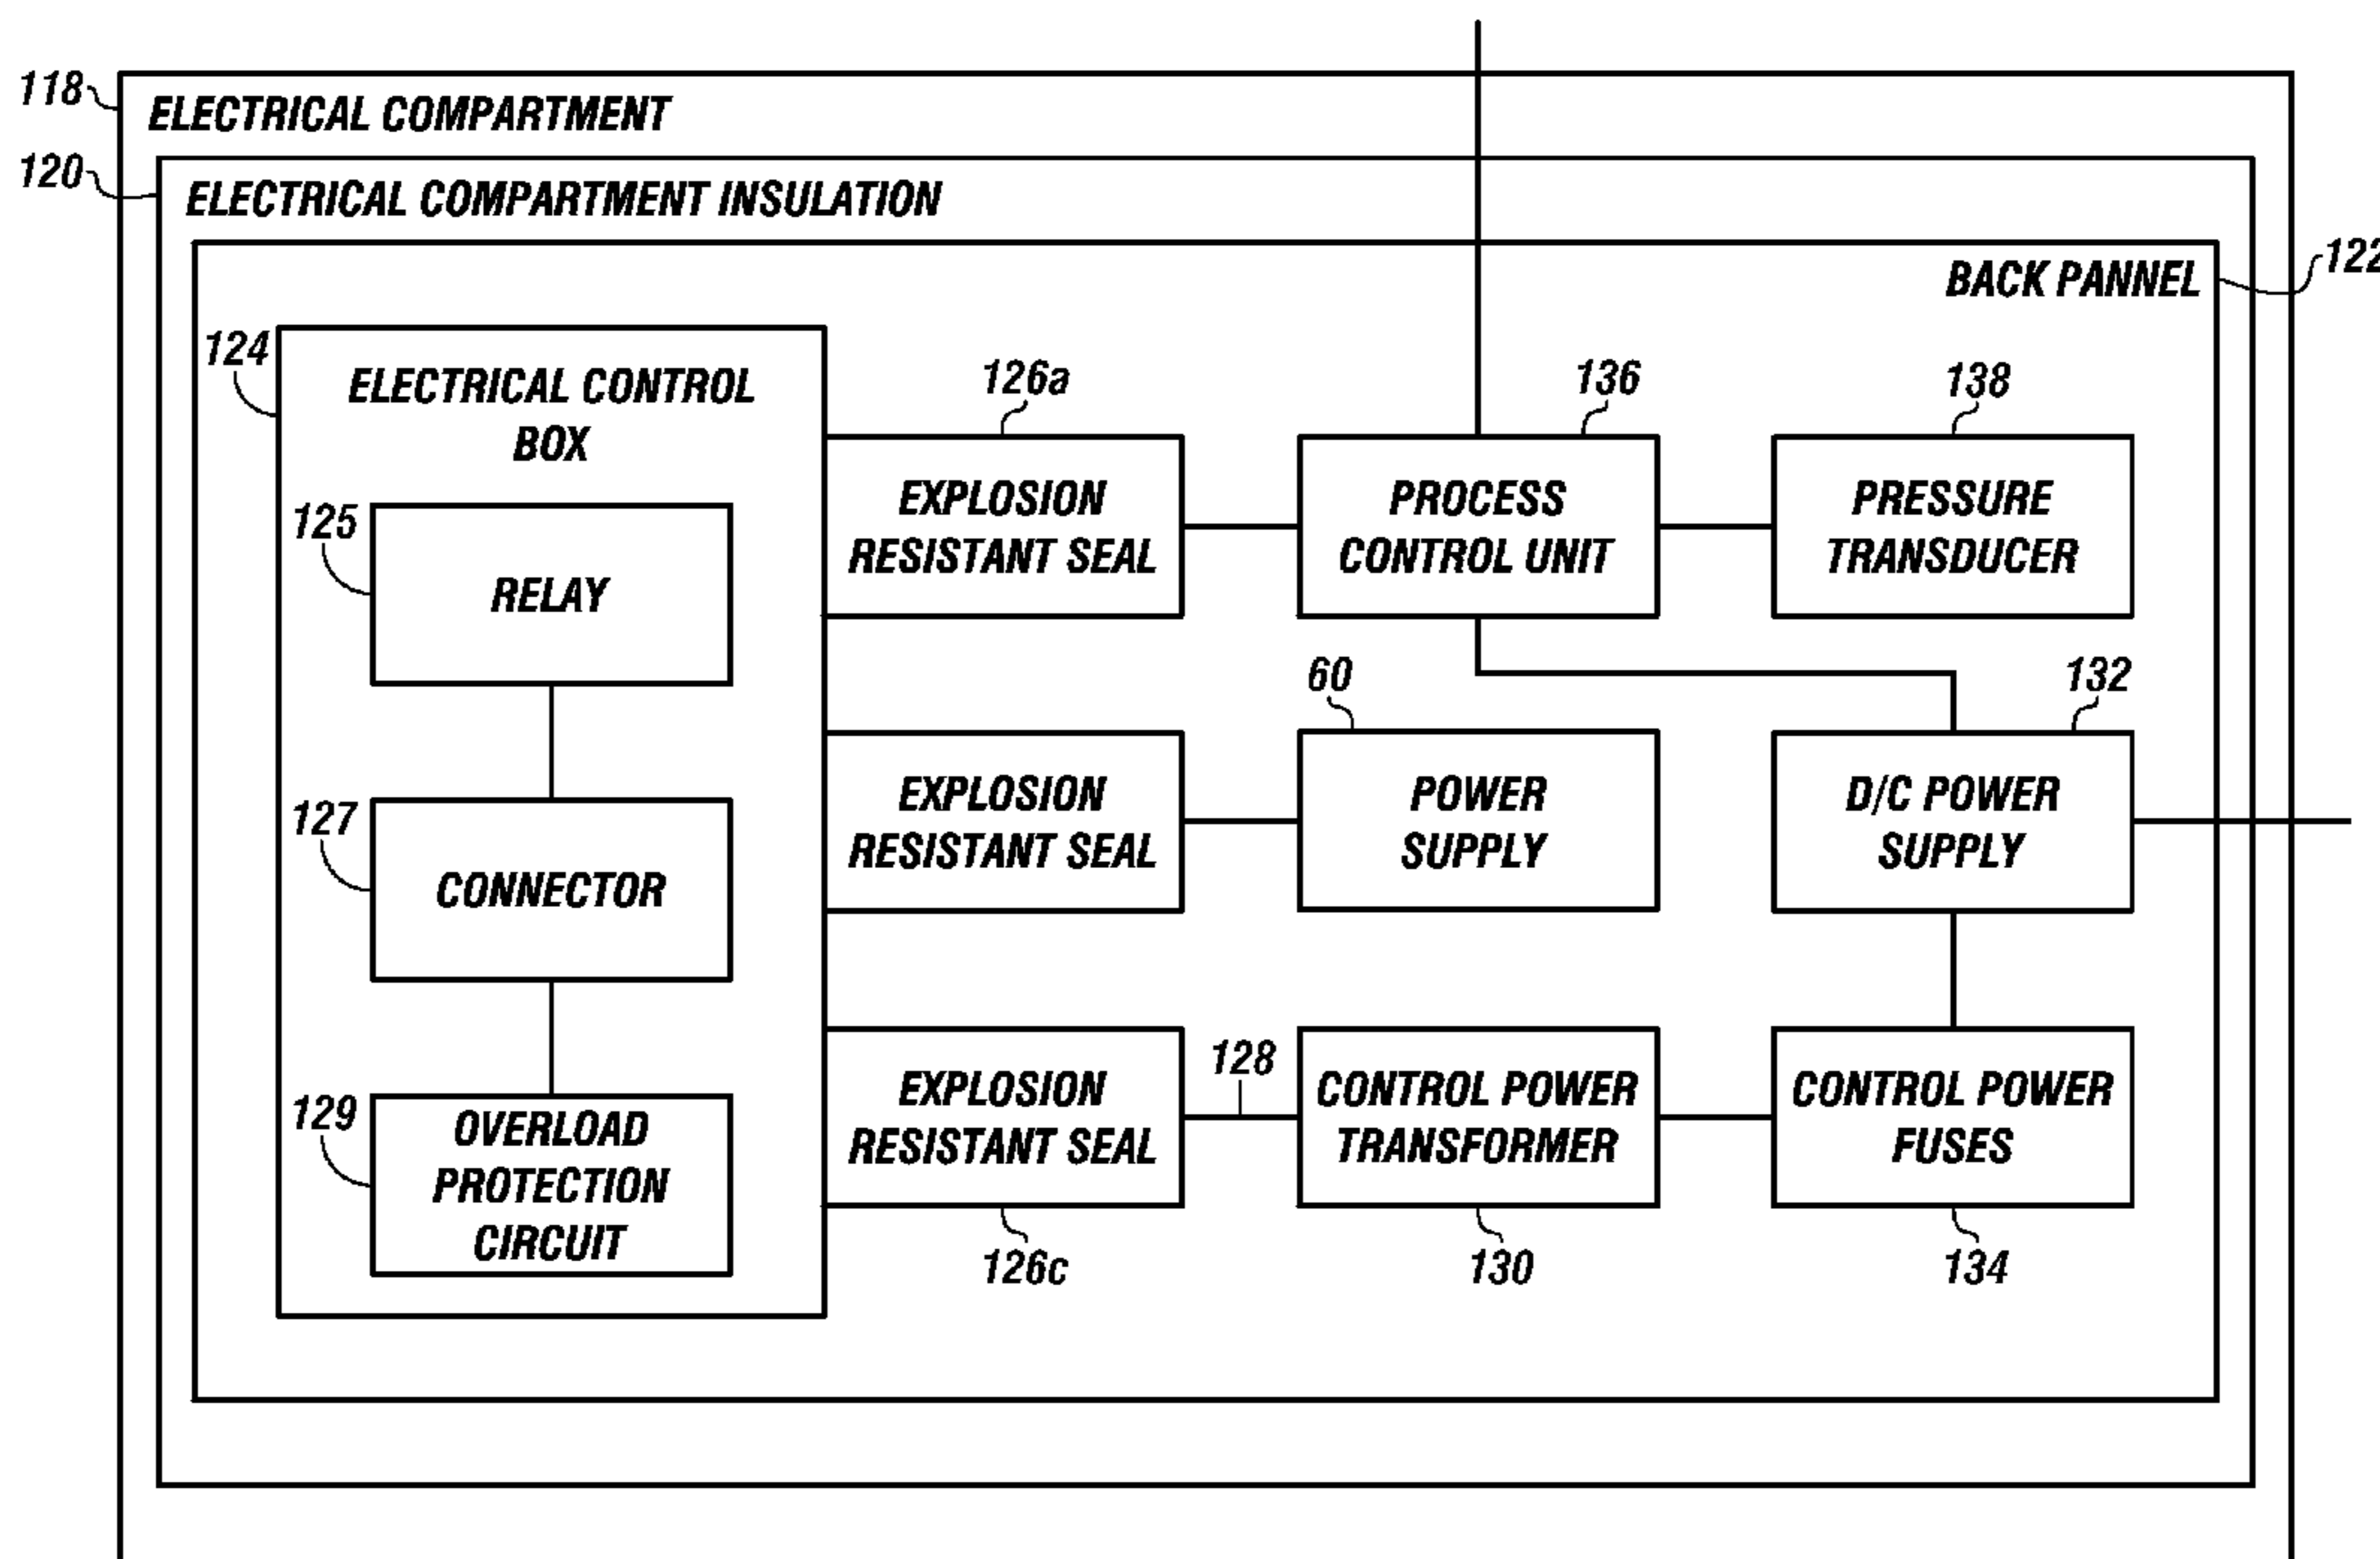 118
ELECTRICAL COMPARTMENT
120
ELECTRICAL COMPARTMENT INSULATION
122
BACK PANNEL
124
ELECTRICAL CONTROL
BOX
125
RELAY
127
CONNECTOR
129
OVERLOAD
PROTECTION
CIRCUIT
126a
EXPLOSION
RESISTANT SEAL
136
PROCESS
CONTROL UNIT
138
PRESSURE
TRANSDUCER
EXPLOSION
RESISTANT SEAL
60
POWER
SUPPLY
132
D/C POWER
SUPPLY
EXPLOSION
RESISTANT SEAL
126c
128
CONTROL POWER
TRANSFORMER
130
CONTROL POWER
FUSES
134